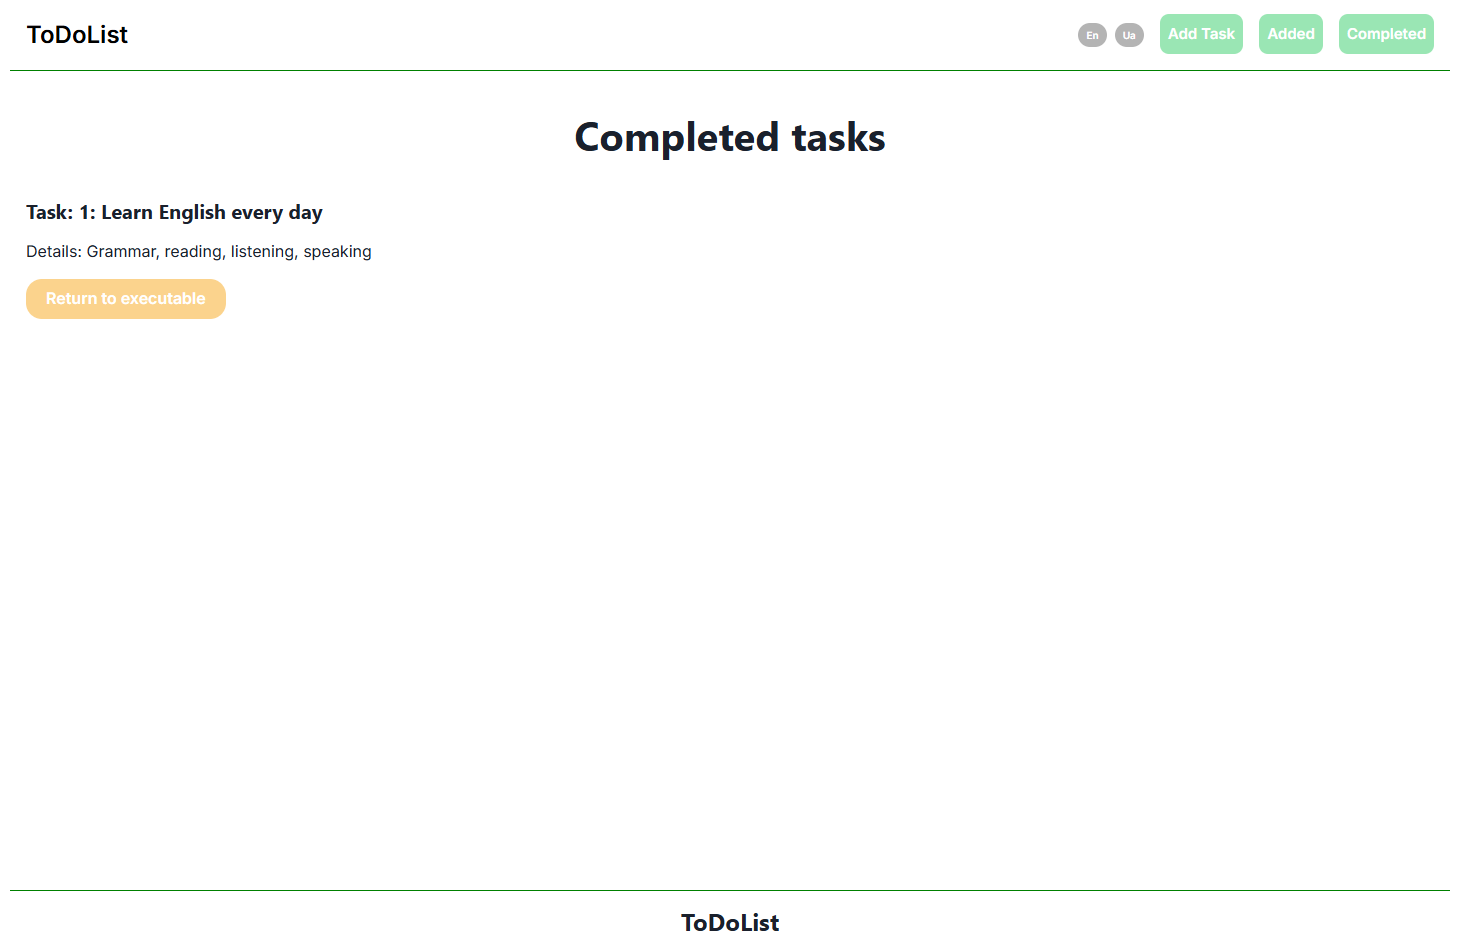 ToDoList
En
Ua
Add Task
Added
Completed
Completed tasks
Task: 1: Learn English every day
Details: Grammar, reading, listening, speaking
Return to executable
ToDoList